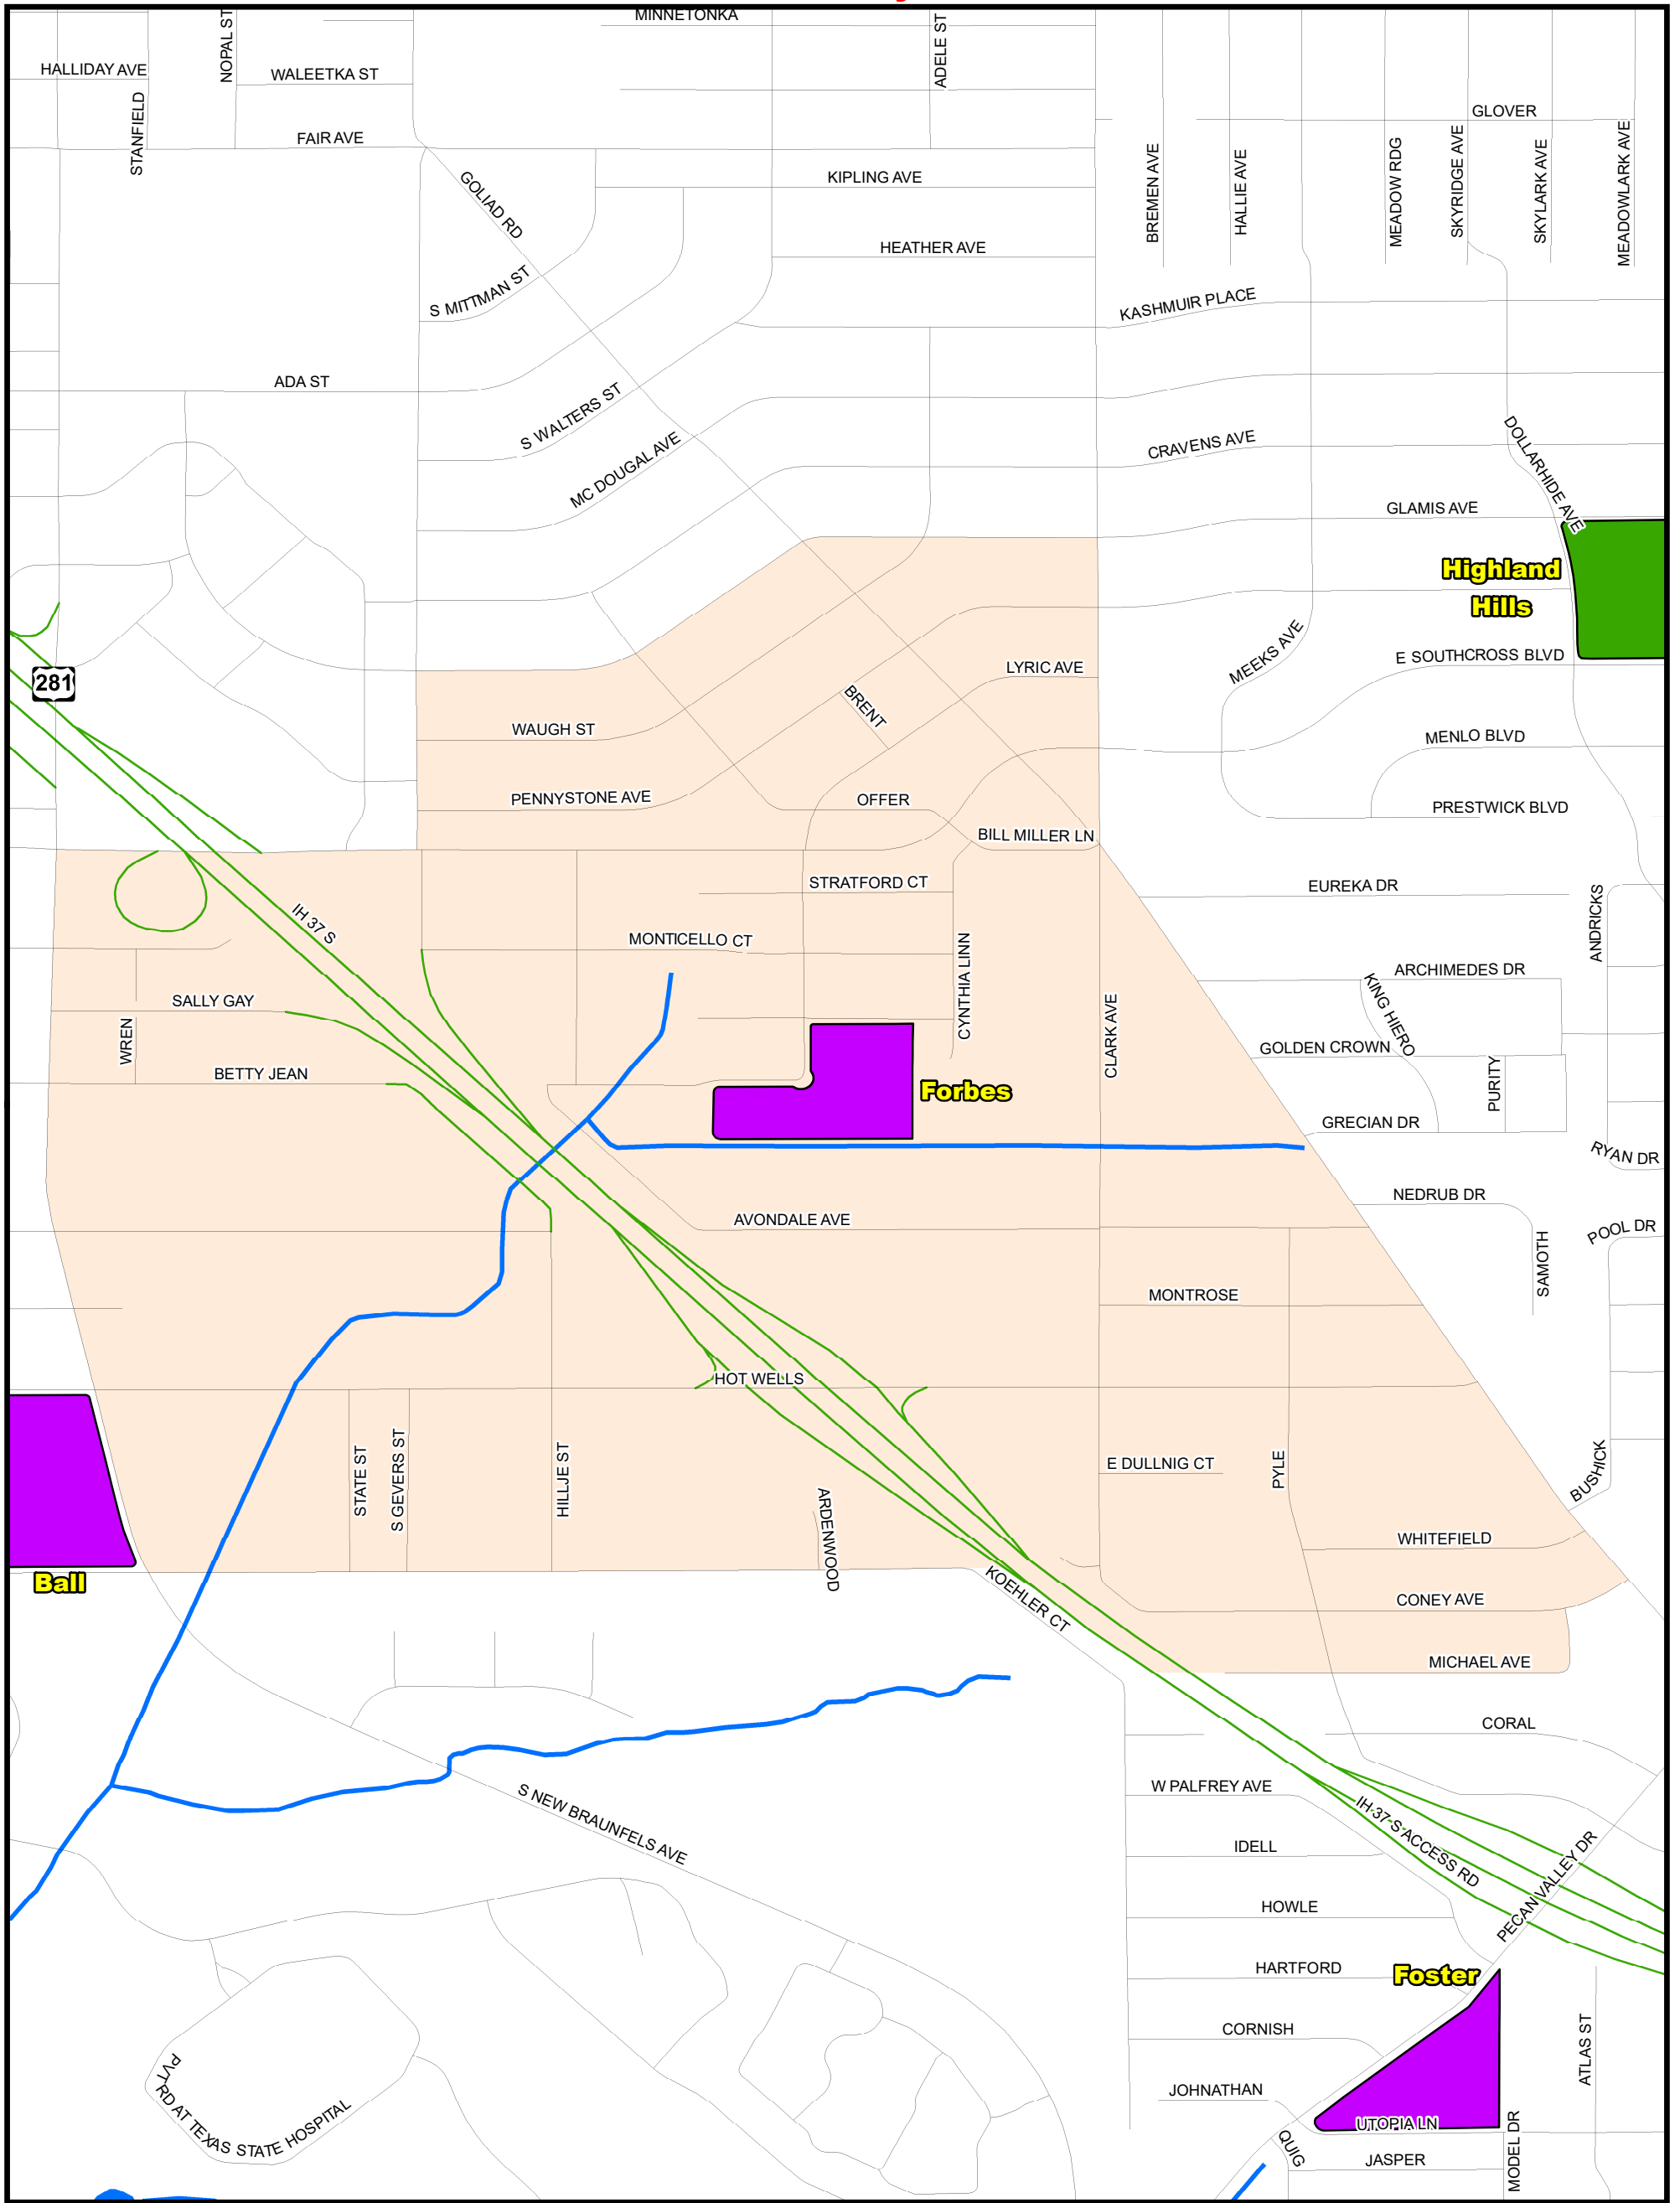 MINNETONKA
NOPAL ST
ADELE ST
HALLIDAY AVE
WALEETKA ST
STANFIELD
GLOVER
FAIR AVE
KIPLING AVE
GOLIAD RD
BREMEN AVE
HALLIE AVE
MEADOW RDG
SKYRIDGE AVE
SKYLARK AVE
MEADOWLARK AVE
HEATHER AVE
S MITTMAN ST
KASHMUIR PLACE
ADA ST
S WALTERS ST
MC DOUGAL AVE
CRAVENS AVE
DOLLARHIDE AVE
GLAMIS AVE
Highland
Hills
MEEKS AVE
E SOUTHCROSS BLVD
281
LYRIC AVE
BRENT
WAUGH ST
MENLO BLVD
PENNYSTONE AVE
OFFER
PRESTWICK BLVD
BILL MILLER LN
STRATFORD CT
EUREKA DR
ANDRICKS
IH 37 S
MONTICELLO CT
CYNTHIA LINN
ARCHIMEDES DR
SALLY GAY
KING HIERO
WREN
CLARK AVE
GOLDEN CROWN
BETTY JEAN
Forbes
PURITY
GRECIAN DR
RYAN DR
NEDRUB DR
AVONDALE AVE
POOL DR
SAMOTH
MONTROSE
HOT WELLS
STATE ST
S GEVERS ST
HILLJE ST
E DULLNIG CT
PYLE
BUSHICK
ARDENWOOD
WHITEFIELD
Ball
KOEHLER CT
CONEY AVE
MICHAEL AVE
CORAL
S NEW BRAUNFELS AVE
W PALFREY AVE
IH 37 S ACCESS RD
IDELL
PECAN VALLEY DR
HOWLE
HARTFORD
Foster
CORNISH
ATLAS ST
PVT RD AT TEXAS STATE HOSPITAL
JOHNATHAN
UTOPIA LN
QUIG
JASPER
MODEL DR